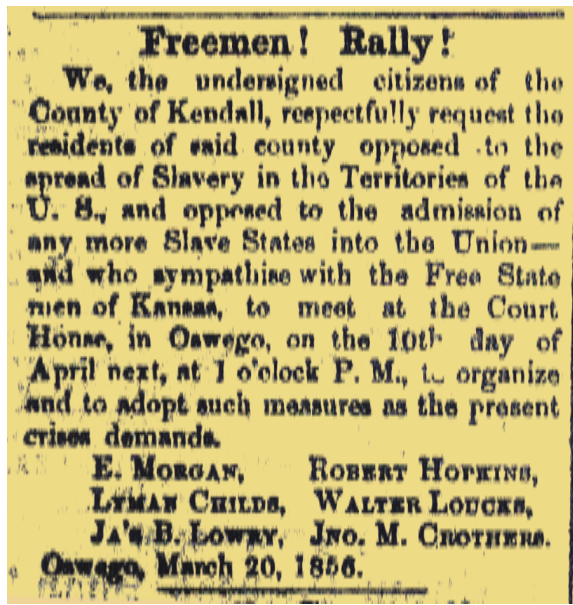 Freemen! Rally!
We, the undersigned citizens of the
County of Kendall, respectfully request the
residents of said county opposed to the
spread of Slavery in the Territories of the
U. S., and opposed to the admission of
any more Slave States into the Union—
and who sympathise with the Free State
men of Kansas, to meet at the Court
House, in Oswego, on the 10th day of
April next, at 1 o'clock P. M., to organize
and to adopt such measures as the present
crises demands.
E. MORGAN, ROBERT HOPKINS,
LYMAN CHILDS, WALTER LOUCKS,
JA'S B. LOWRY, JNO. M. CROTHERS.
Oswego, March 20, 1856.